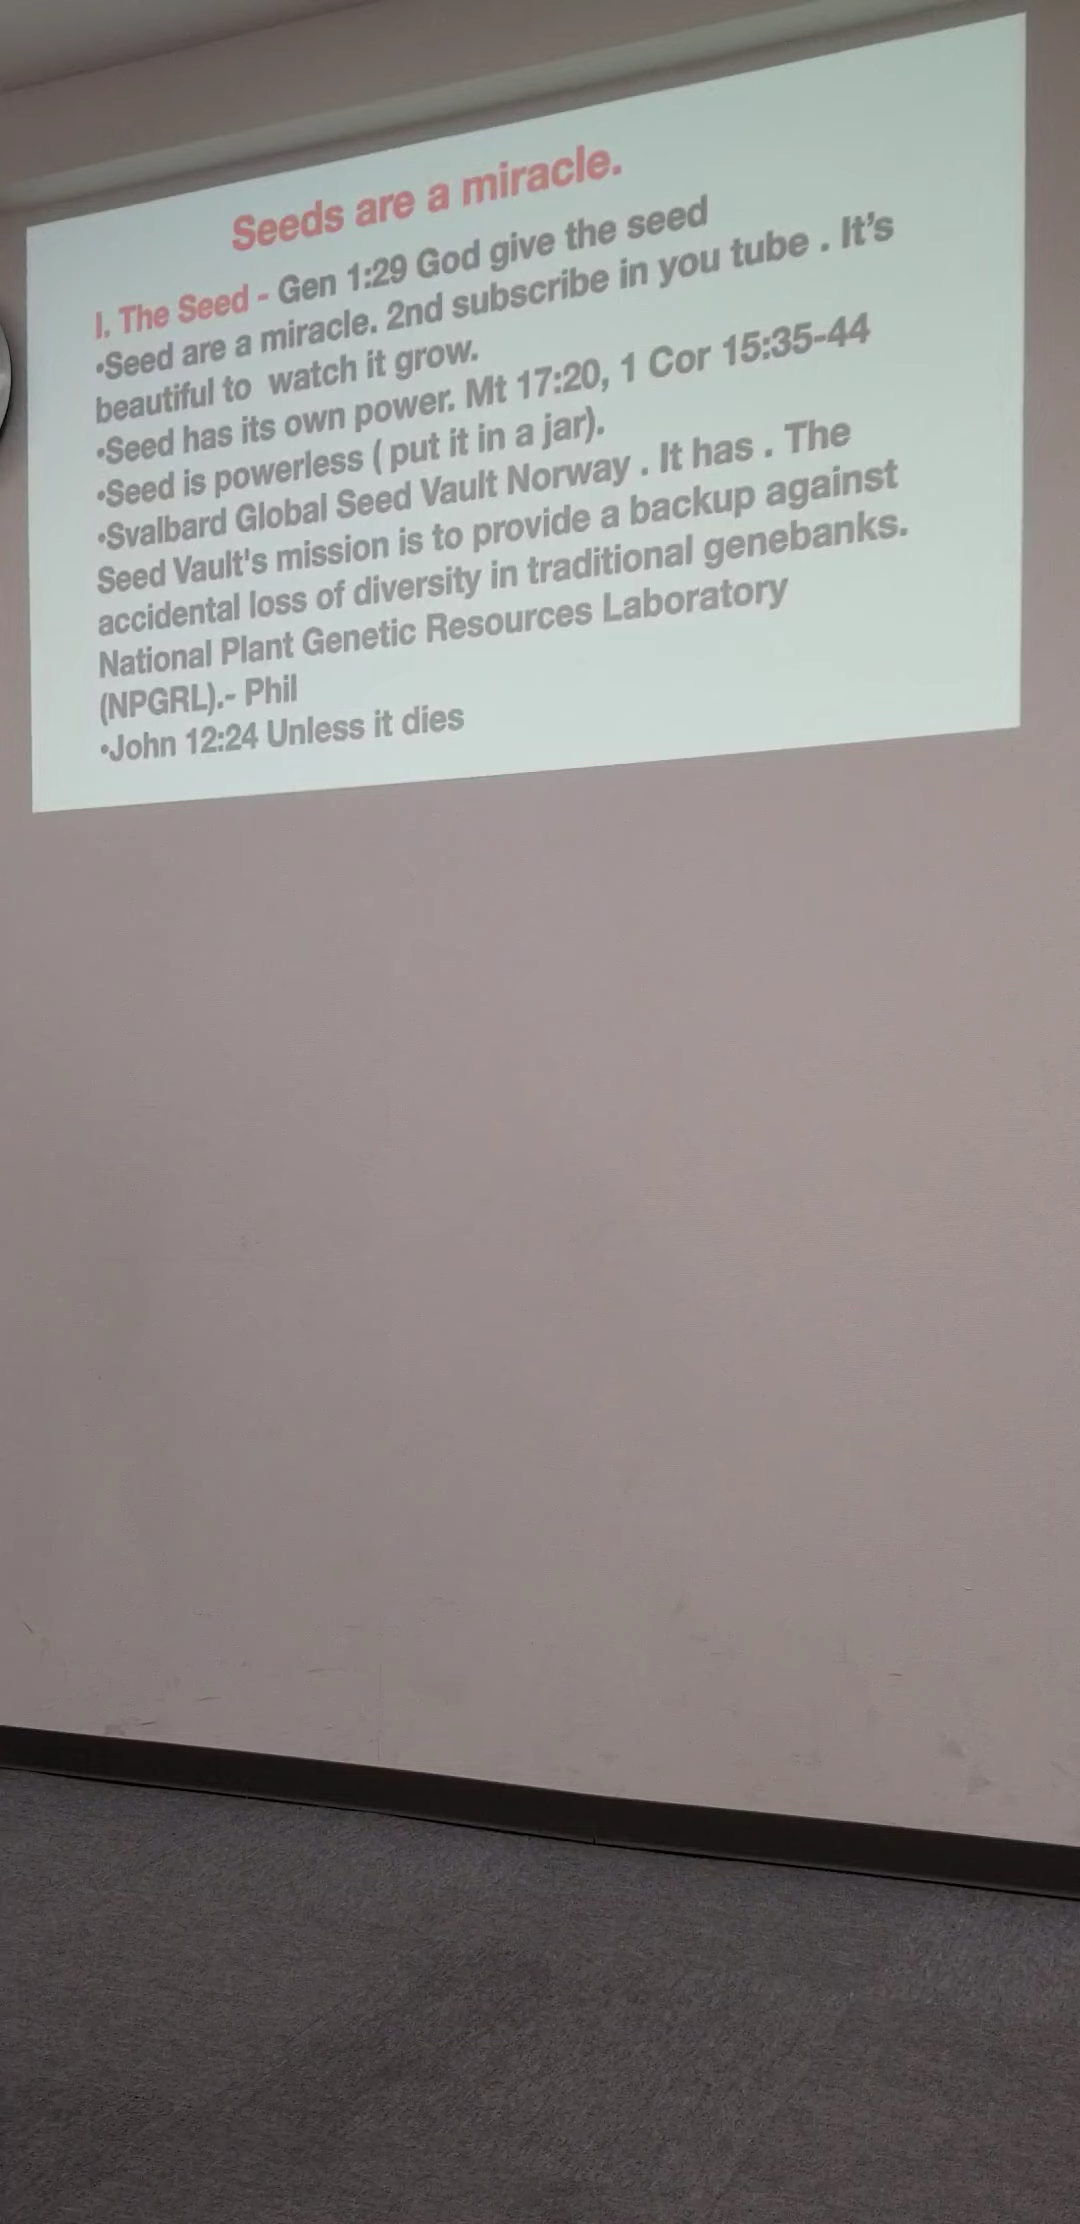 Seeds are a miracle.
I. The Seed - Gen 1:29 God give the seed
•Seed are a miracle. 2nd subscribe in you tube . It's
beautiful to  watch it grow.
•Seed has its own power. Mt 17:20, 1 Cor 15:35-44
•Seed is powerless ( put it in a jar).
•Svalbard Global Seed Vault Norway . It has . The
Seed Vault's mission is to provide a backup against
accidental loss of diversity in traditional genebanks.
National Plant Genetic Resources Laboratory
(NPGRL).- Phil
•John 12:24 Unless it dies